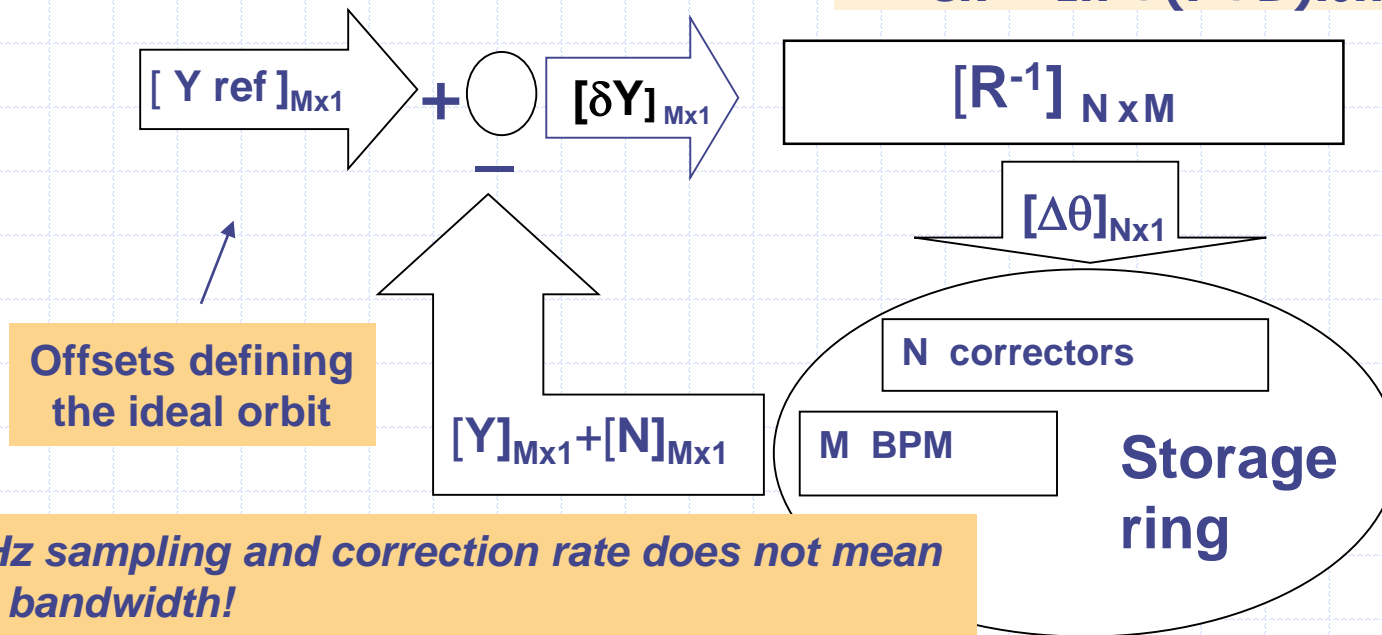 [ Y ref ]Mx1
+
[δY] Mx1
[R-1] N x M
−
[Δθ]Nx1
Offsets defining
the ideal orbit
N correctors
[Y]Mx1+[N]Mx1
M BPM
Storage
ring
Hz sampling and correction rate does not mean
bandwidth!